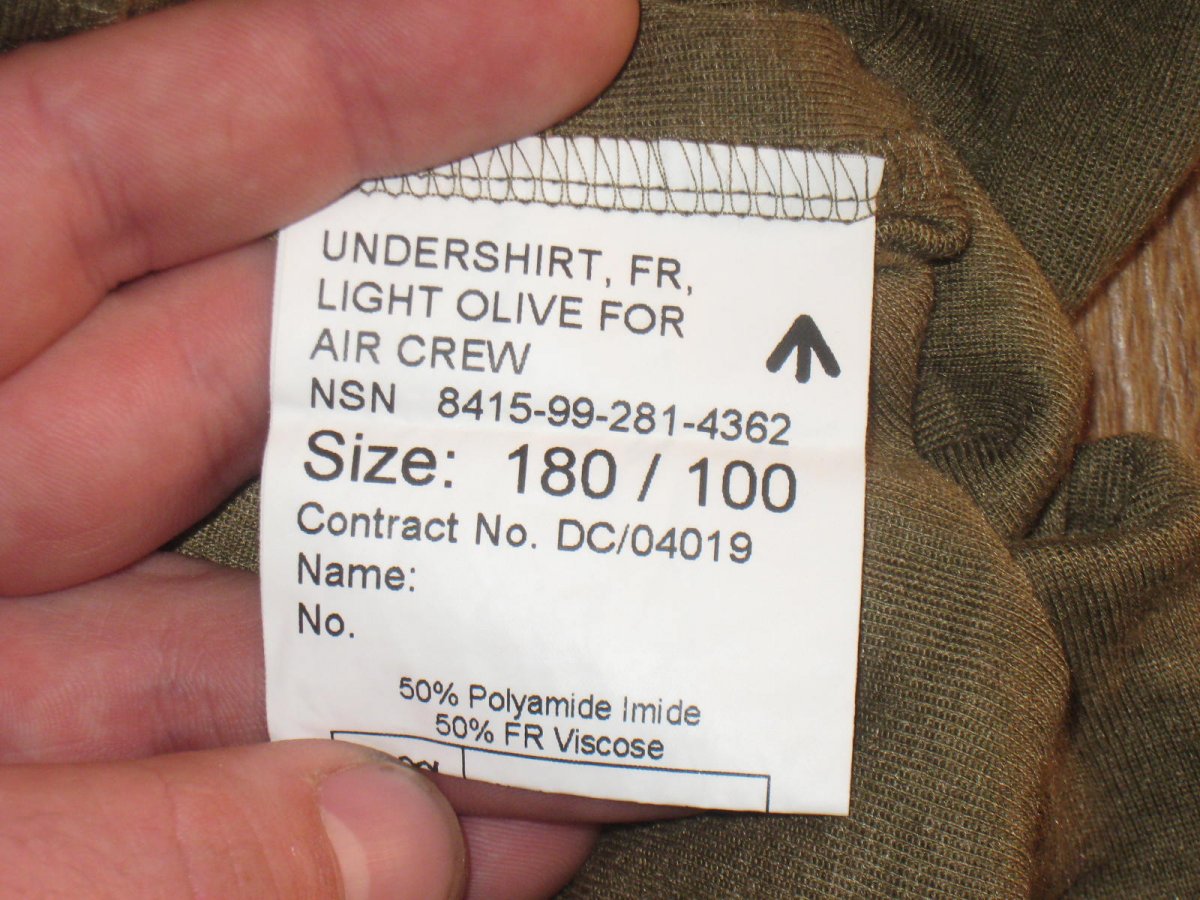 UNDERSHIRT, FR,
LIGHT OLIVE FOR
AIR CREW
NSN 8415-99-281-4362
Size: 180 / 100
Contract No. DC/04019
Name:
No.
50% Polyamide Imide
50% FR Viscose